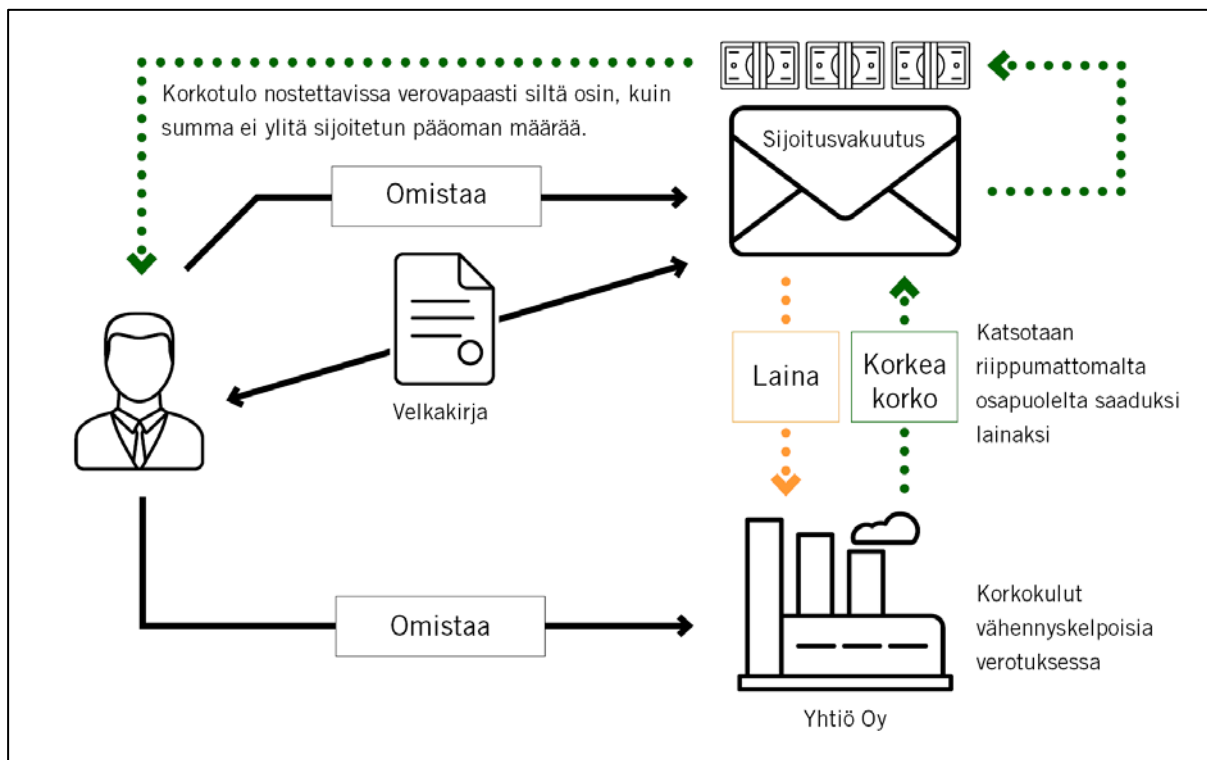 Korkotulo nostettavissa verovapaasti siltä osin, kuin
summa ei ylitä sijoitetun pääoman määrää.
Sijoitusvakuutus
Omistaa
Velkakirja
Laina
Korkea
korko
Katsotaan
riippumattomalta
osapuolelta saaduksi
lainaksi
Omistaa
Korkokulut
vähennyskelpoisia
verotuksessa
Yhtiö Oy